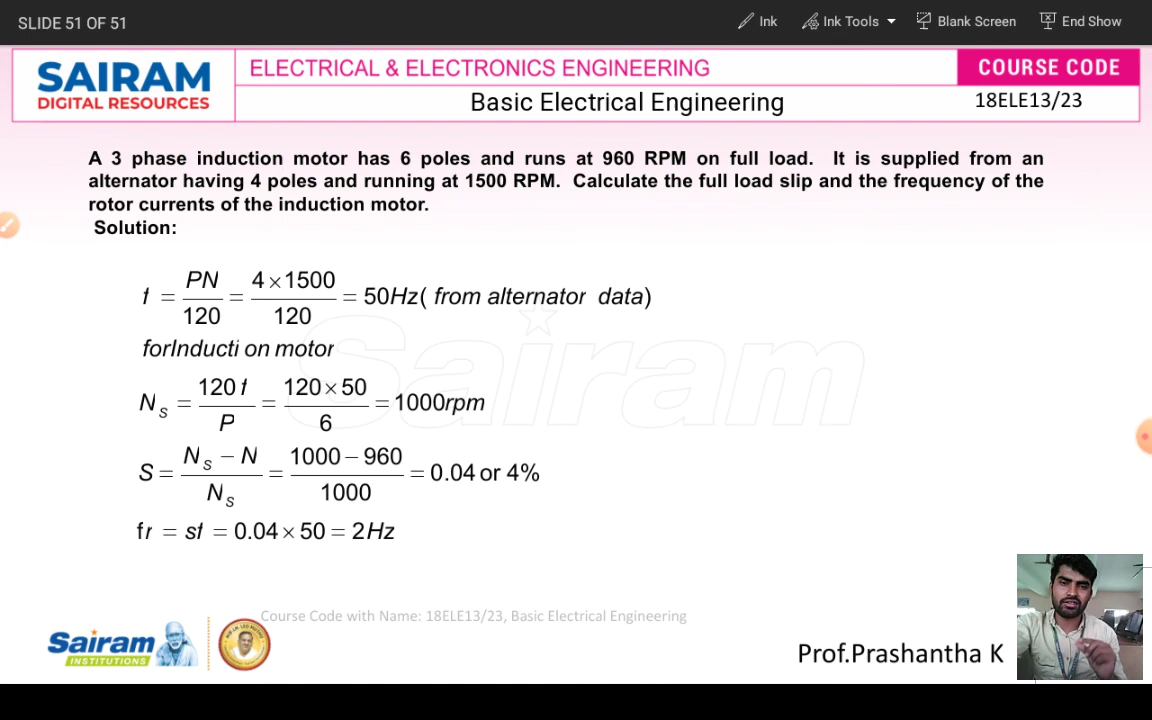 SLIDE 51 OF 51
Ink
Ink Tools
Blank Screen
End Show
SAIRAM
DIGITAL RESOURCES
ELECTRICAL & ELECTRONICS ENGINEERING
COURSE CODE
Basic Electrical Engineering
18ELE13/23
A 3 phase induction motor has 6 poles and runs at 960 RPM on full load. It is supplied from an
alternator having 4 poles and running at 1500 RPM. Calculate the full load slip and the frequency of the
rotor currents of the induction motor.
Solution:
f = PN/120 = 4×1500/120 = 50Hz( from alternator data)
forInducti on motor
N_S = 120f/P = 120×50/6 = 1000rpm
S = N_S − N/N_S = 1000−960/1000 = 0.04 or 4%
fr = sf = 0.04×50 = 2Hz
Sairam
Course Code with Name: 18ELE13/23, Basic Electrical Engineering
Sairam
INSTITUTIONS
Prof.Prashantha K